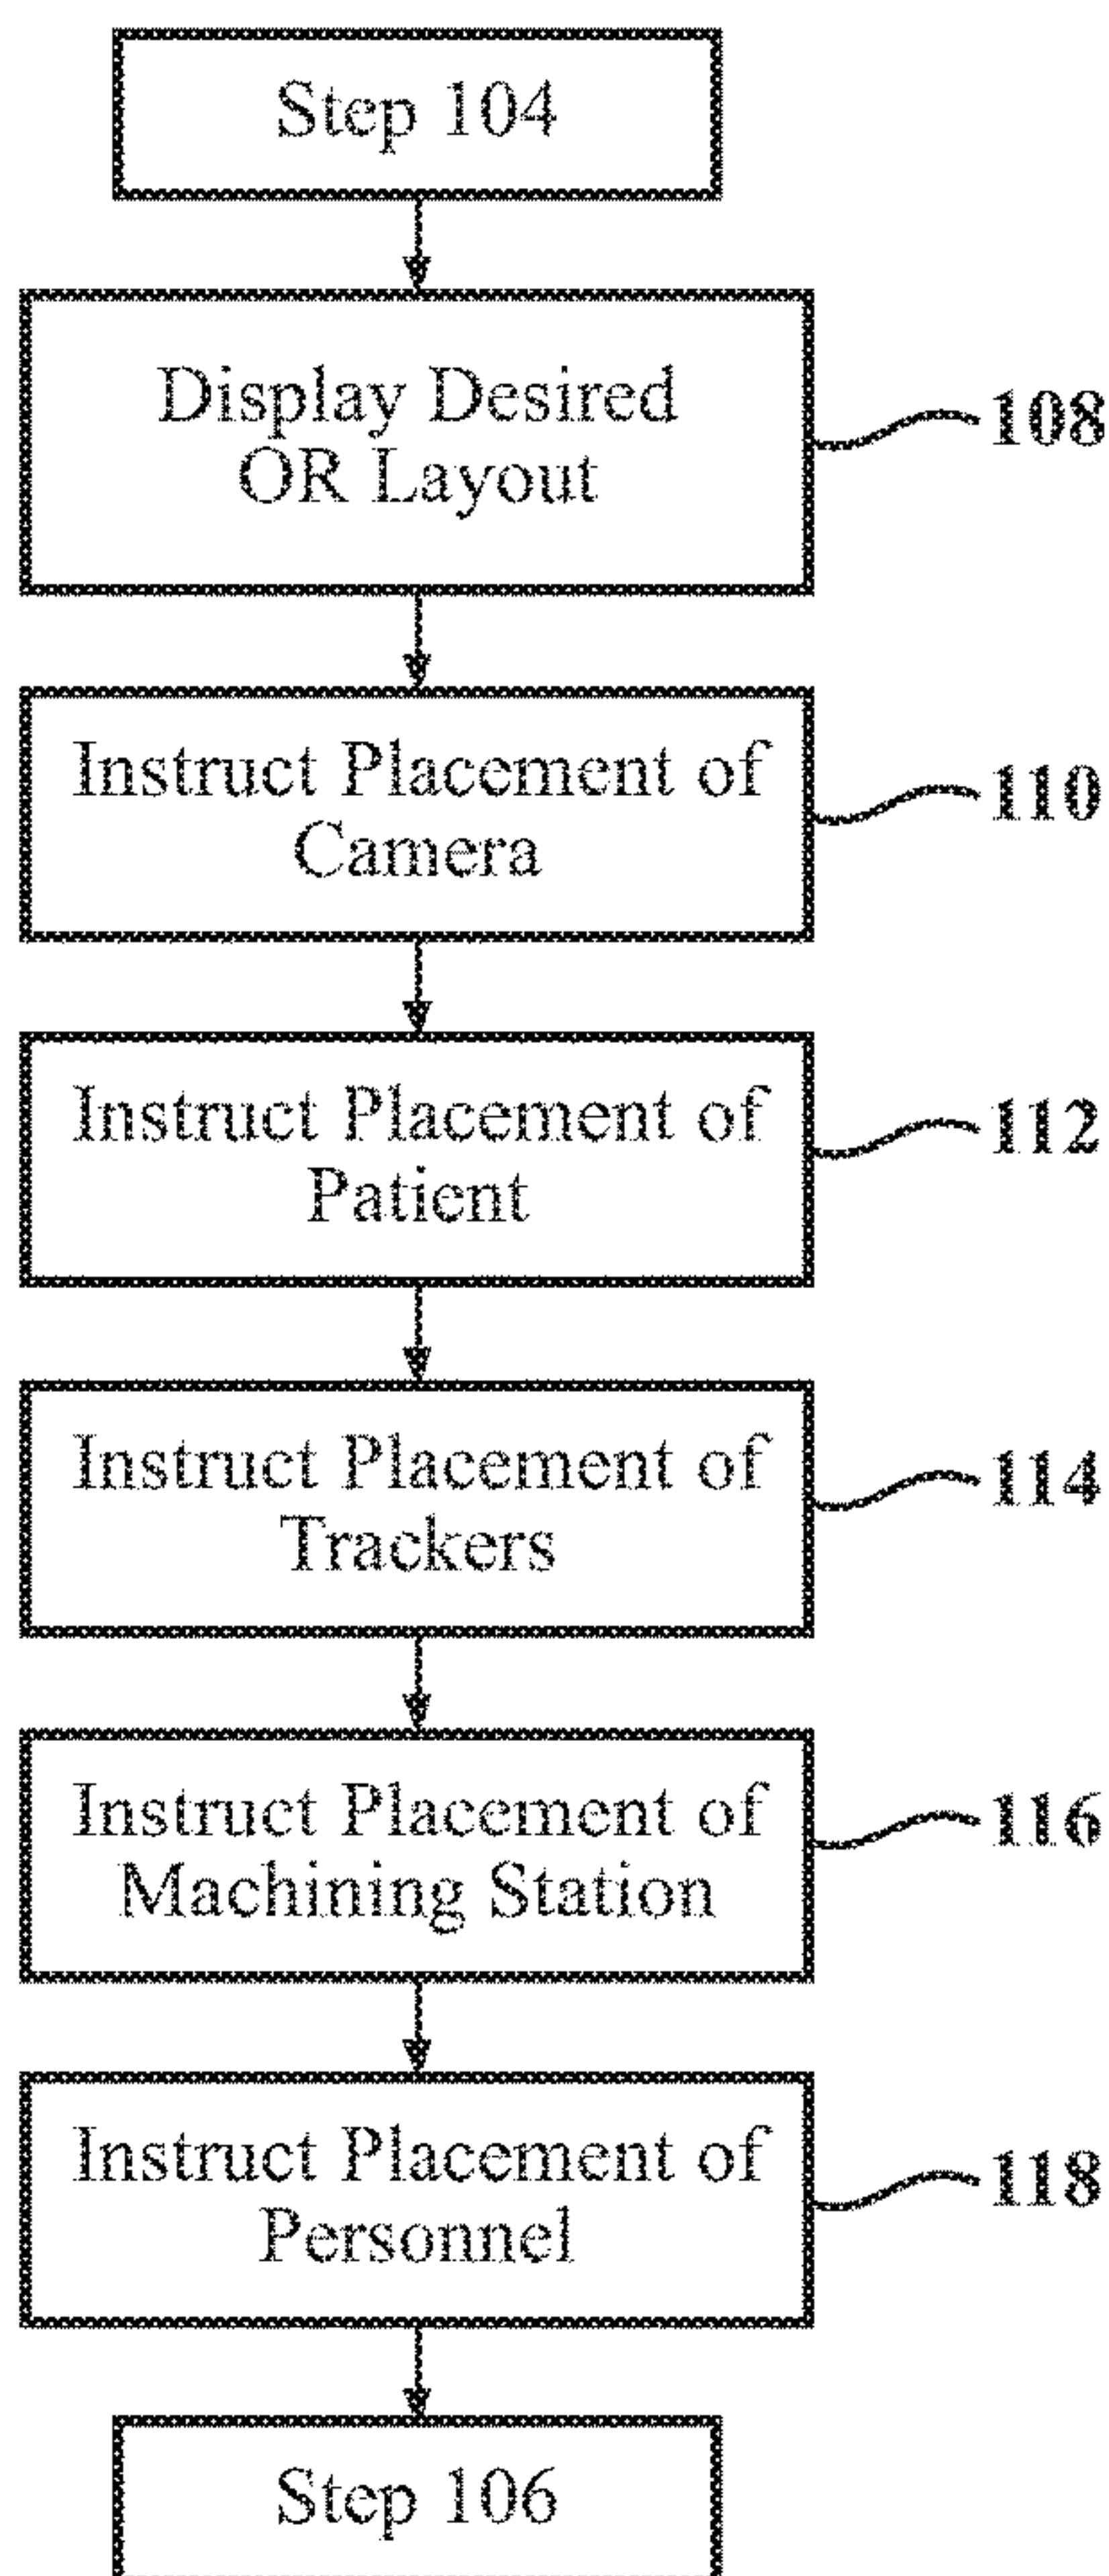 Step 104
Display Desired
OR Layout
108
Instruct Placement of
Camera
110
Instruct Placement of
Patient
112
Instruct Placement of
Trackers
114
Instruct Placement of
Machining Station
116
Instruct Placement of
Personnel
118
Step 106